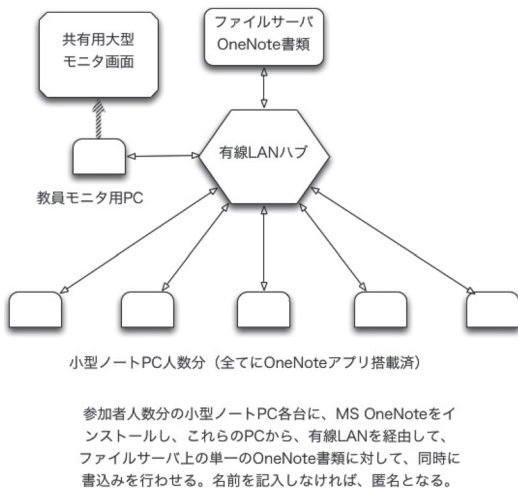 共有用大型
モニタ画面
ファイルサーバ
OneNote書類
有線LANハブ
教員モニタ用PC
小型ノートPC人数分（全てにOneNoteアプリ搭載済）
参加者人数分の小型ノートPC各台に、MS OneNoteをイ
ンストールし、これらのPCから、有線LANを経由して、
ファイルサーバ上の単一のOneNote書類に対して、同時に
書込みを行わせる。名前を記入しなければ、匿名となる。